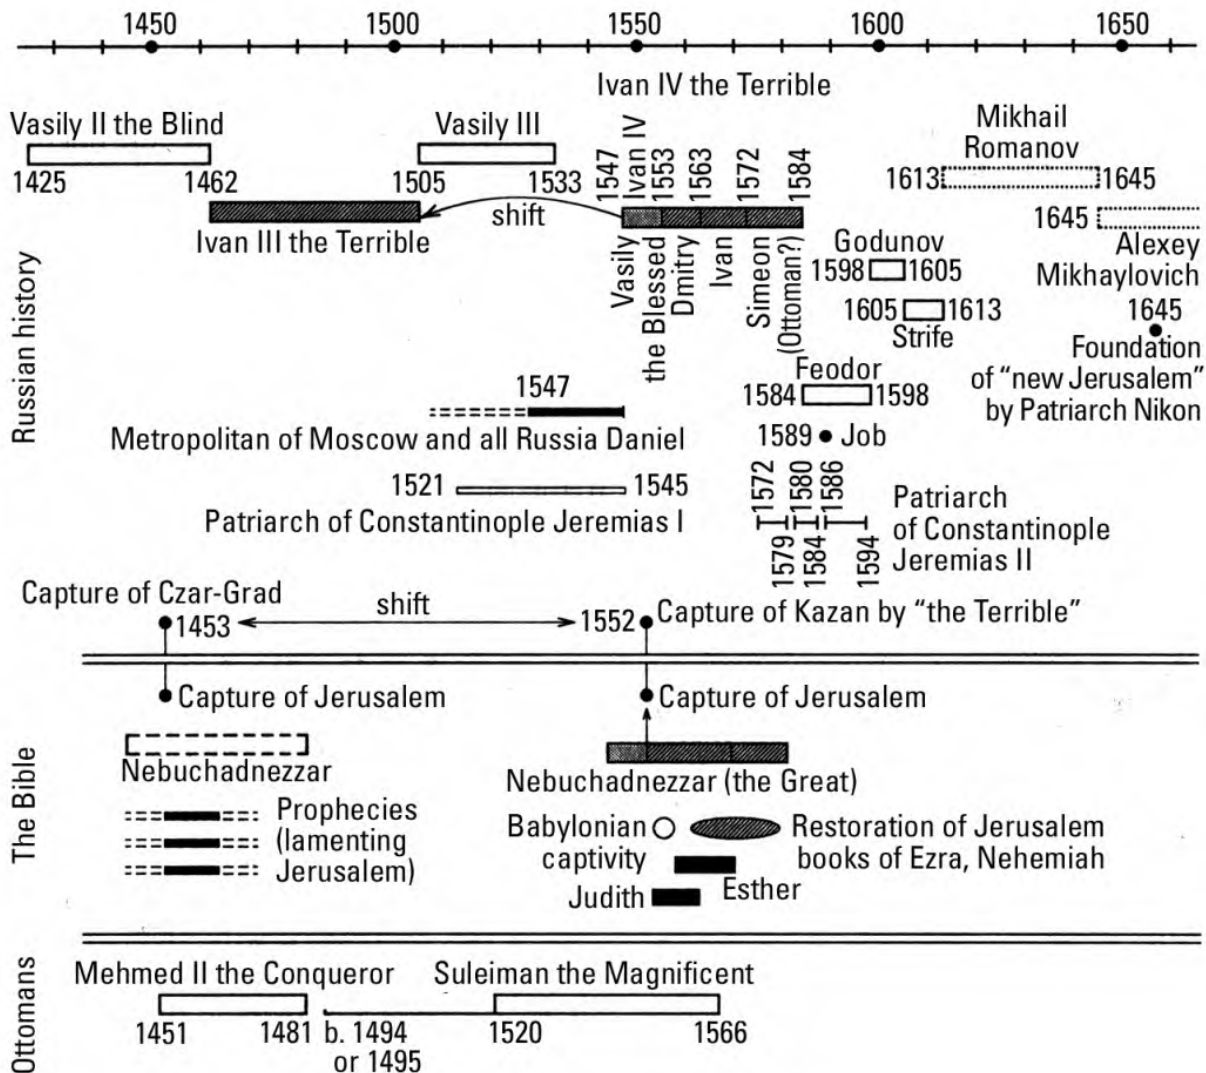 1450 1500 1550 1600 1650
Ivan IV the Terrible
Vasily II the Blind
1425 1462
Ivan III the Terrible
Vasily III
1505 1533
shift
1547
Ivan IV
1553
1563
1572
1584
Vasily
the Blessed
Dmitry
Ivan
Simeon
(Ottoman?)
Mikhail
Romanov
1613 1645
1645
Alexey
Mikhaylovich
Godunov
1598 1605
1605 1613
Strife
1645
Foundation
of “new Jerusalem”
by Patriarch Nikon
Feodor
1584 1598
1589 Job
1547
Metropolitan of Moscow and all Russia Daniel
1521 1545
Patriarch of Constantinople Jeremias I
1572
1580
1586
1579
1584
1594
Patriarch
of Constantinople
Jeremias II
Russian history
Capture of Czar-Grad
1453
shift
1552
Capture of Kazan by “the Terrible”
The Bible
Capture of Jerusalem
Capture of Jerusalem
Nebuchadnezzar
Prophecies
(lamenting
Jerusalem)
Nebuchadnezzar (the Great)
Babylonian
captivity
Restoration of Jerusalem
books of Ezra, Nehemiah
Esther
Judith
Ottomans
Mehmed II the Conqueror
1451 1481
b. 1494
or 1495
Suleiman the Magnificent
1520 1566